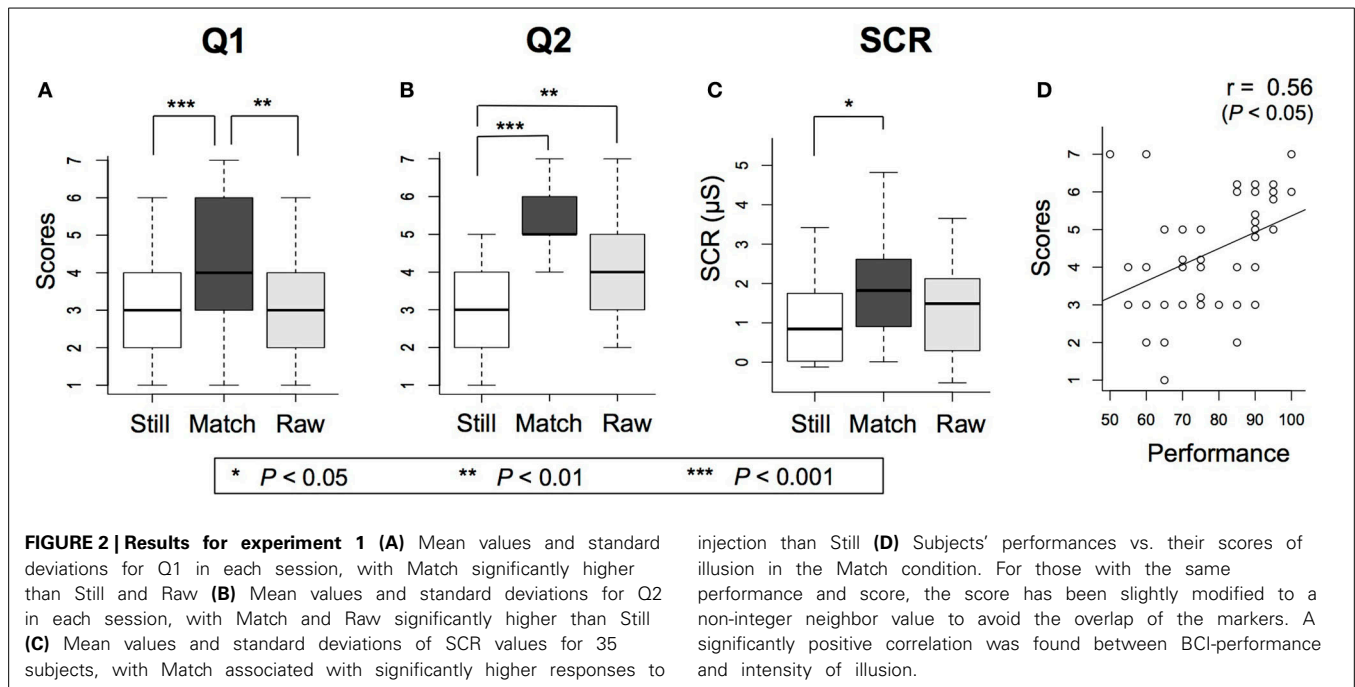 Q1 Q2 SCR
A B C D
r = 0.56
(P < 0.05)
*** ** 
**
***
*
Scores
7
6
5
4
3
2
1
Still Match Raw
7
6
5
4
3
2
1
Still Match Raw
SCR (µS)
5
4
3
2
1
0
Still Match Raw
Scores
7
6
5
4
3
2
1
50 60 70 80 90 100
Performance
* P < 0.05 ** P < 0.01 *** P < 0.001
FIGURE 2 | Results for experiment 1 (A) Mean values and standard
deviations for Q1 in each session, with Match significantly higher
than Still and Raw (B) Mean values and standard deviations for Q2
in each session, with Match and Raw significantly higher than Still
(C) Mean values and standard deviations of SCR values for 35
subjects, with Match associated with significantly higher responses to
injection than Still (D) Subjects' performances vs. their scores of
illusion in the Match condition. For those with the same
performance and score, the score has been slightly modified to a
non-integer neighbor value to avoid the overlap of the markers. A
significantly positive correlation was found between BCI-performance
and intensity of illusion.